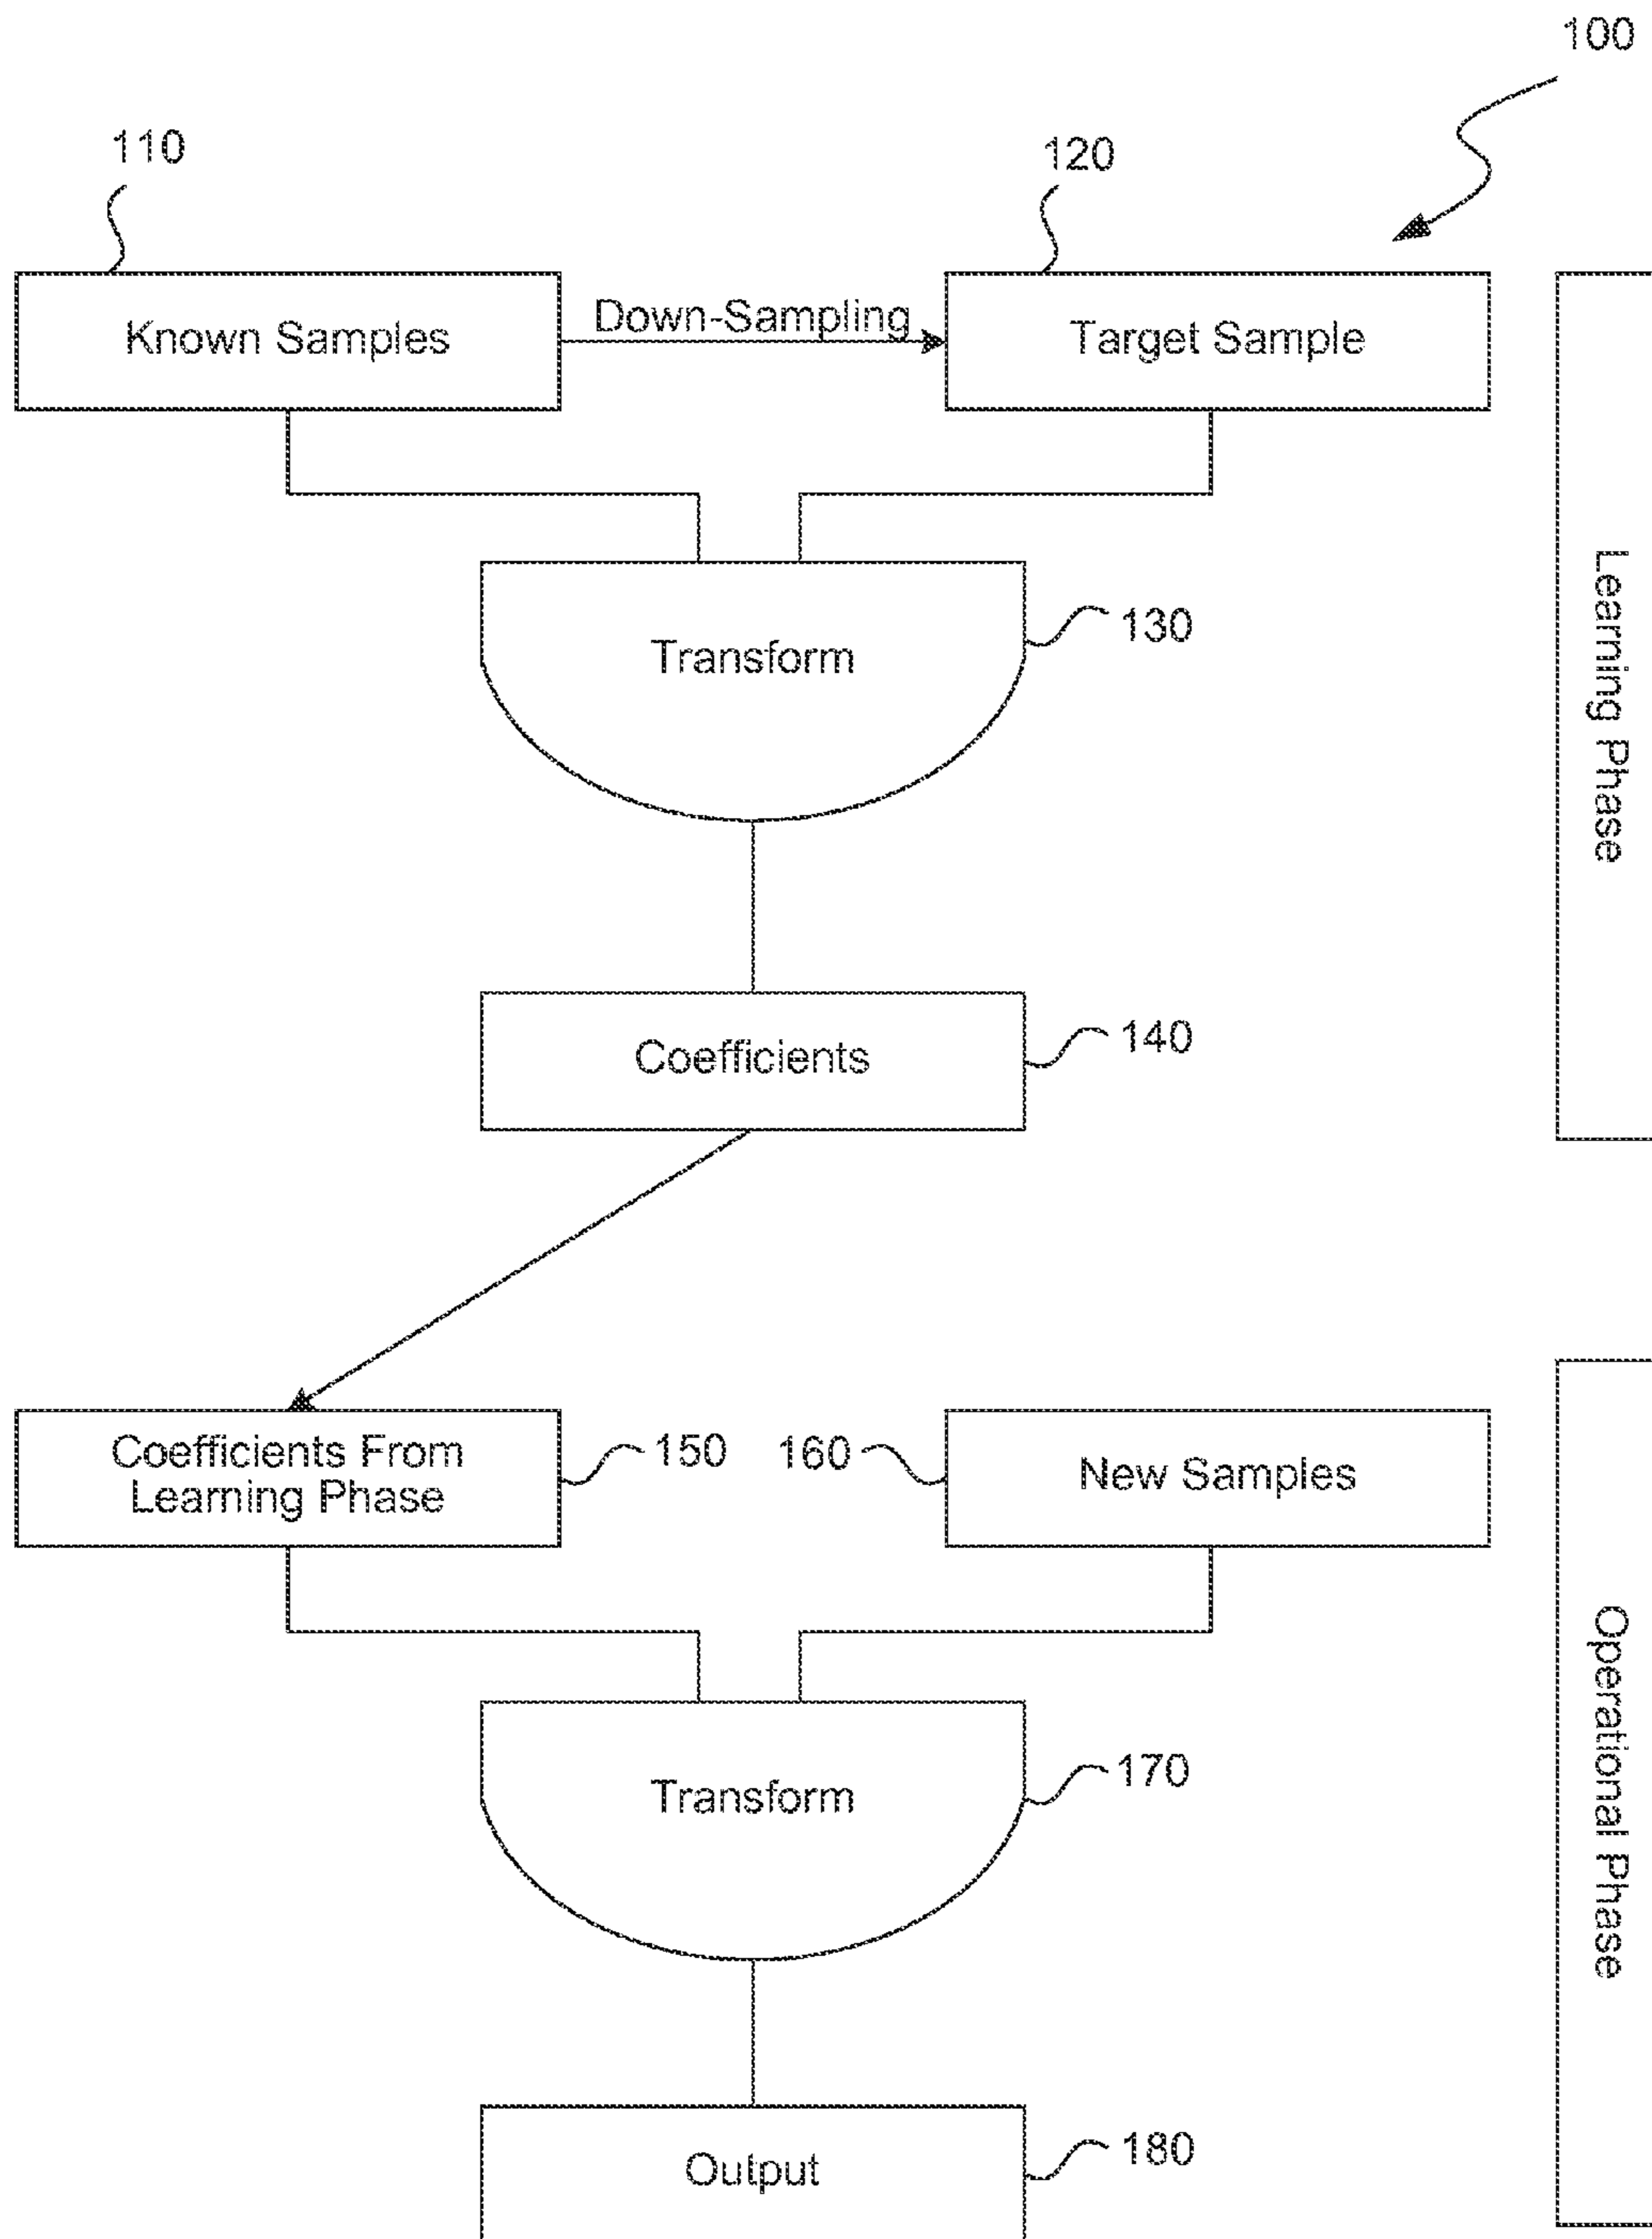 100
110
120
Known Samples
Down-Sampling
Target Sample
Transform
130
Learning Phase
Coefficients
140
Coefficients From
Learning Phase
150
160
New Samples
Transform
170
Operational Phase
Output
180